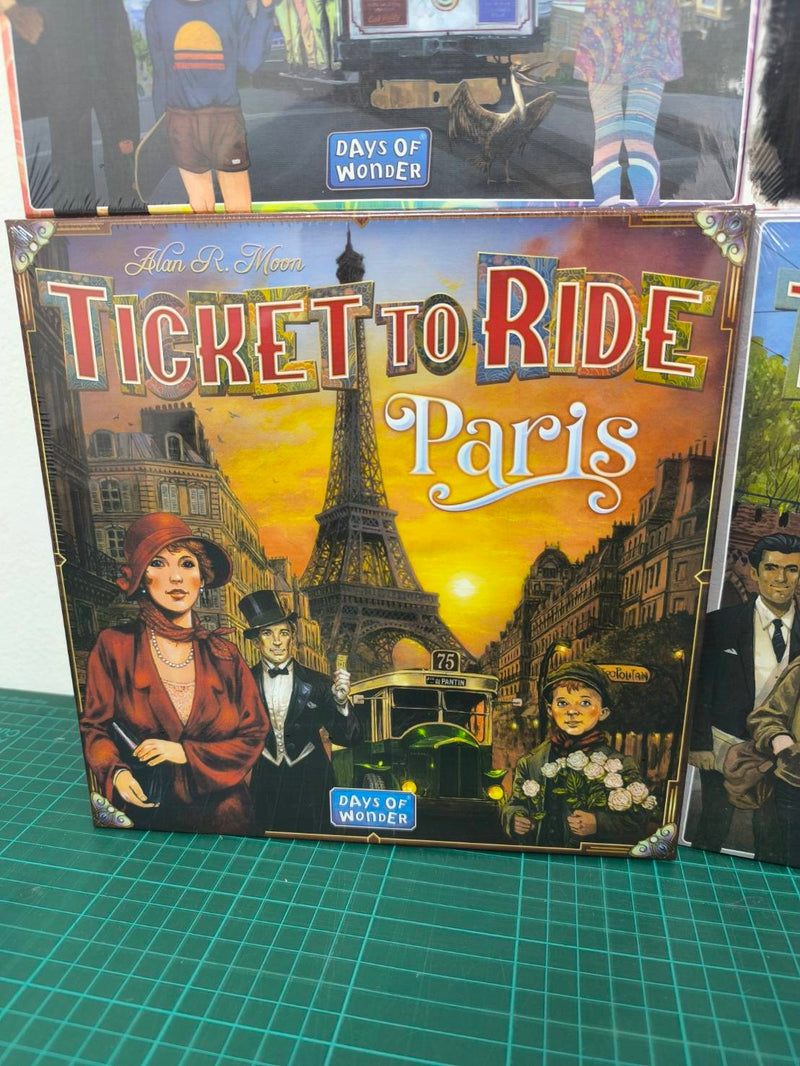 DAYS OF
WONDER
Alan R. Moon
TICKET TO RIDE
Paris
75
PANTIN
DAYS OF
WONDER